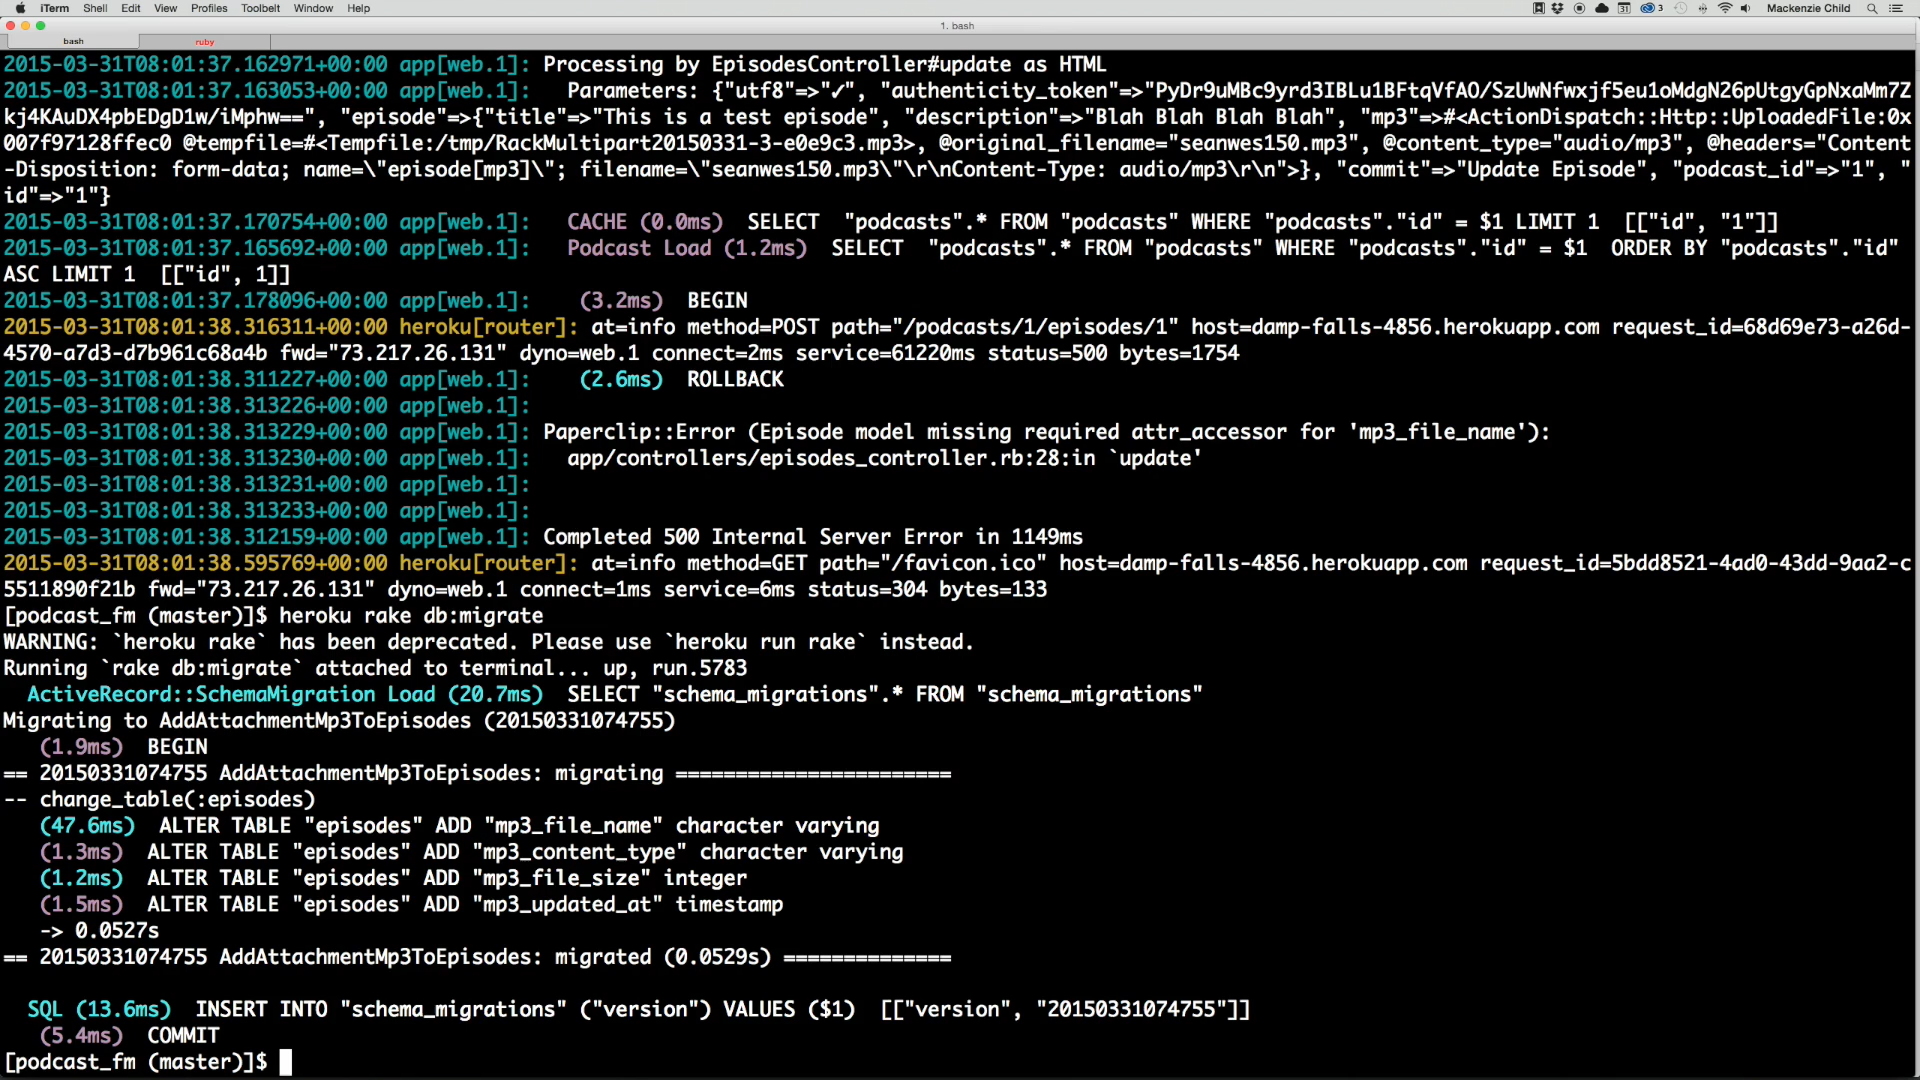 iTerm Shell Edit View Profiles Toolbelt Window Help 31 3 Mackenzie Child
1. bash
bash ruby
2015-03-31T08:01:37.162971+00:00 app[web.1]: Processing by EpisodesController#update as HTML
2015-03-31T08:01:37.163053+00:00 app[web.1]:   Parameters: {"utf8"=>"✓", "authenticity_token"=>"PyDr9uMBc9yrd3IBLu1BFtqVfAO/SzUwNfwxjf5eu1oMdgN26pUtgyGpNxaMm7Z
kj4KAuDX4pbEDgD1w/iMphw==", "episode"=>{"title"=>"This is a test episode", "description"=>"Blah Blah Blah Blah", "mp3"=>#<ActionDispatch::Http::UploadedFile:0x
007f97128ffec0 @tempfile=#<Tempfile:/tmp/RackMultipart20150331-3-e0e9c3.mp3>, @original_filename="seanwes150.mp3", @content_type="audio/mp3", @headers="Content
-Disposition: form-data; name=\"episode[mp3]\"; filename=\"seanwes150.mp3\"\r\nContent-Type: audio/mp3\r\n">}, "commit"=>"Update Episode", "podcast_id"=>"1", "
id"=>"1"}
2015-03-31T08:01:37.170754+00:00 app[web.1]:   CACHE (0.0ms)  SELECT  "podcasts".* FROM "podcasts" WHERE "podcasts"."id" = $1 LIMIT 1  [["id", "1"]]
2015-03-31T08:01:37.165692+00:00 app[web.1]:   Podcast Load (1.2ms)  SELECT  "podcasts".* FROM "podcasts" WHERE "podcasts"."id" = $1  ORDER BY "podcasts"."id"
ASC LIMIT 1  [["id", 1]]
2015-03-31T08:01:37.178096+00:00 app[web.1]:    (3.2ms)  BEGIN
2015-03-31T08:01:38.316311+00:00 heroku[router]: at=info method=POST path="/podcasts/1/episodes/1" host=damp-falls-4856.herokuapp.com request_id=68d69e73-a26d-
4570-a7d3-d7b961c68a4b fwd="73.217.26.131" dyno=web.1 connect=2ms service=61220ms status=500 bytes=1754
2015-03-31T08:01:38.311227+00:00 app[web.1]:    (2.6ms)  ROLLBACK
2015-03-31T08:01:38.313226+00:00 app[web.1]:
2015-03-31T08:01:38.313229+00:00 app[web.1]: Paperclip::Error (Episode model missing required attr_accessor for 'mp3_file_name'):
2015-03-31T08:01:38.313230+00:00 app[web.1]:   app/controllers/episodes_controller.rb:28:in `update'
2015-03-31T08:01:38.313231+00:00 app[web.1]:
2015-03-31T08:01:38.313233+00:00 app[web.1]:
2015-03-31T08:01:38.312159+00:00 app[web.1]: Completed 500 Internal Server Error in 1149ms
2015-03-31T08:01:38.595769+00:00 heroku[router]: at=info method=GET path="/favicon.ico" host=damp-falls-4856.herokuapp.com request_id=5bdd8521-4ad0-43dd-9aa2-c
5511890f21b fwd="73.217.26.131" dyno=web.1 connect=1ms service=6ms status=304 bytes=133
[podcast_fm (master)]$ heroku rake db:migrate
WARNING: `heroku rake` has been deprecated. Please use `heroku run rake` instead.
Running `rake db:migrate` attached to terminal... up, run.5783
  ActiveRecord::SchemaMigration Load (20.7ms)  SELECT "schema_migrations".* FROM "schema_migrations"
Migrating to AddAttachmentMp3ToEpisodes (20150331074755)
   (1.9ms)  BEGIN
== 20150331074755 AddAttachmentMp3ToEpisodes: migrating =======================
-- change_table(:episodes)
   (47.6ms)  ALTER TABLE "episodes" ADD "mp3_file_name" character varying
   (1.3ms)  ALTER TABLE "episodes" ADD "mp3_content_type" character varying
   (1.2ms)  ALTER TABLE "episodes" ADD "mp3_file_size" integer
   (1.5ms)  ALTER TABLE "episodes" ADD "mp3_updated_at" timestamp
   -> 0.0527s
== 20150331074755 AddAttachmentMp3ToEpisodes: migrated (0.0529s) ==============
  SQL (13.6ms)  INSERT INTO "schema_migrations" ("version") VALUES ($1)  [["version", "20150331074755"]]
   (5.4ms)  COMMIT
[podcast_fm (master)]$